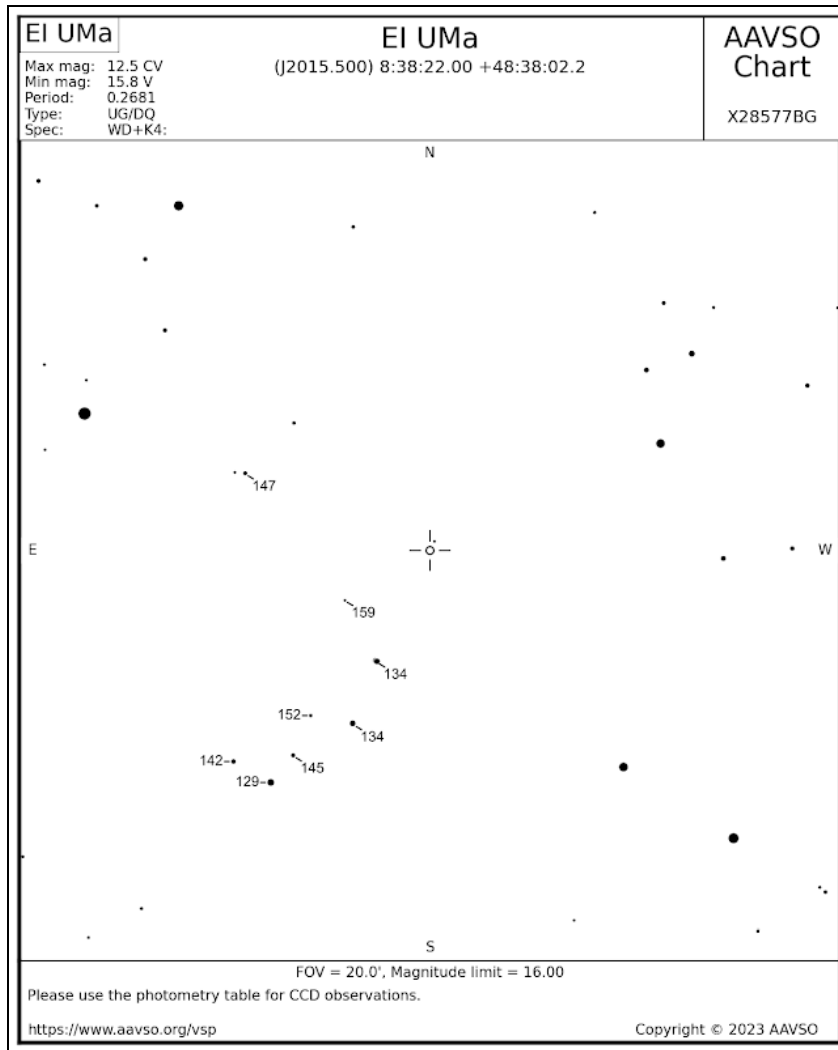 EI UMa
Max mag: 12.5 CV
Min mag: 15.8 V
Period: 0.2681
Type: UG/DQ
Spec: WD+K4:
EI UMa
(J2015.500) 8:38:22.00 +48:38:02.2
AAVSO
Chart
X28577BG
N
147
E
W
159
134
152
134
142
145
129
S
FOV = 20.0', Magnitude limit = 16.00
Please use the photometry table for CCD observations.
https://www.aavso.org/vsp
Copyright © 2023 AAVSO